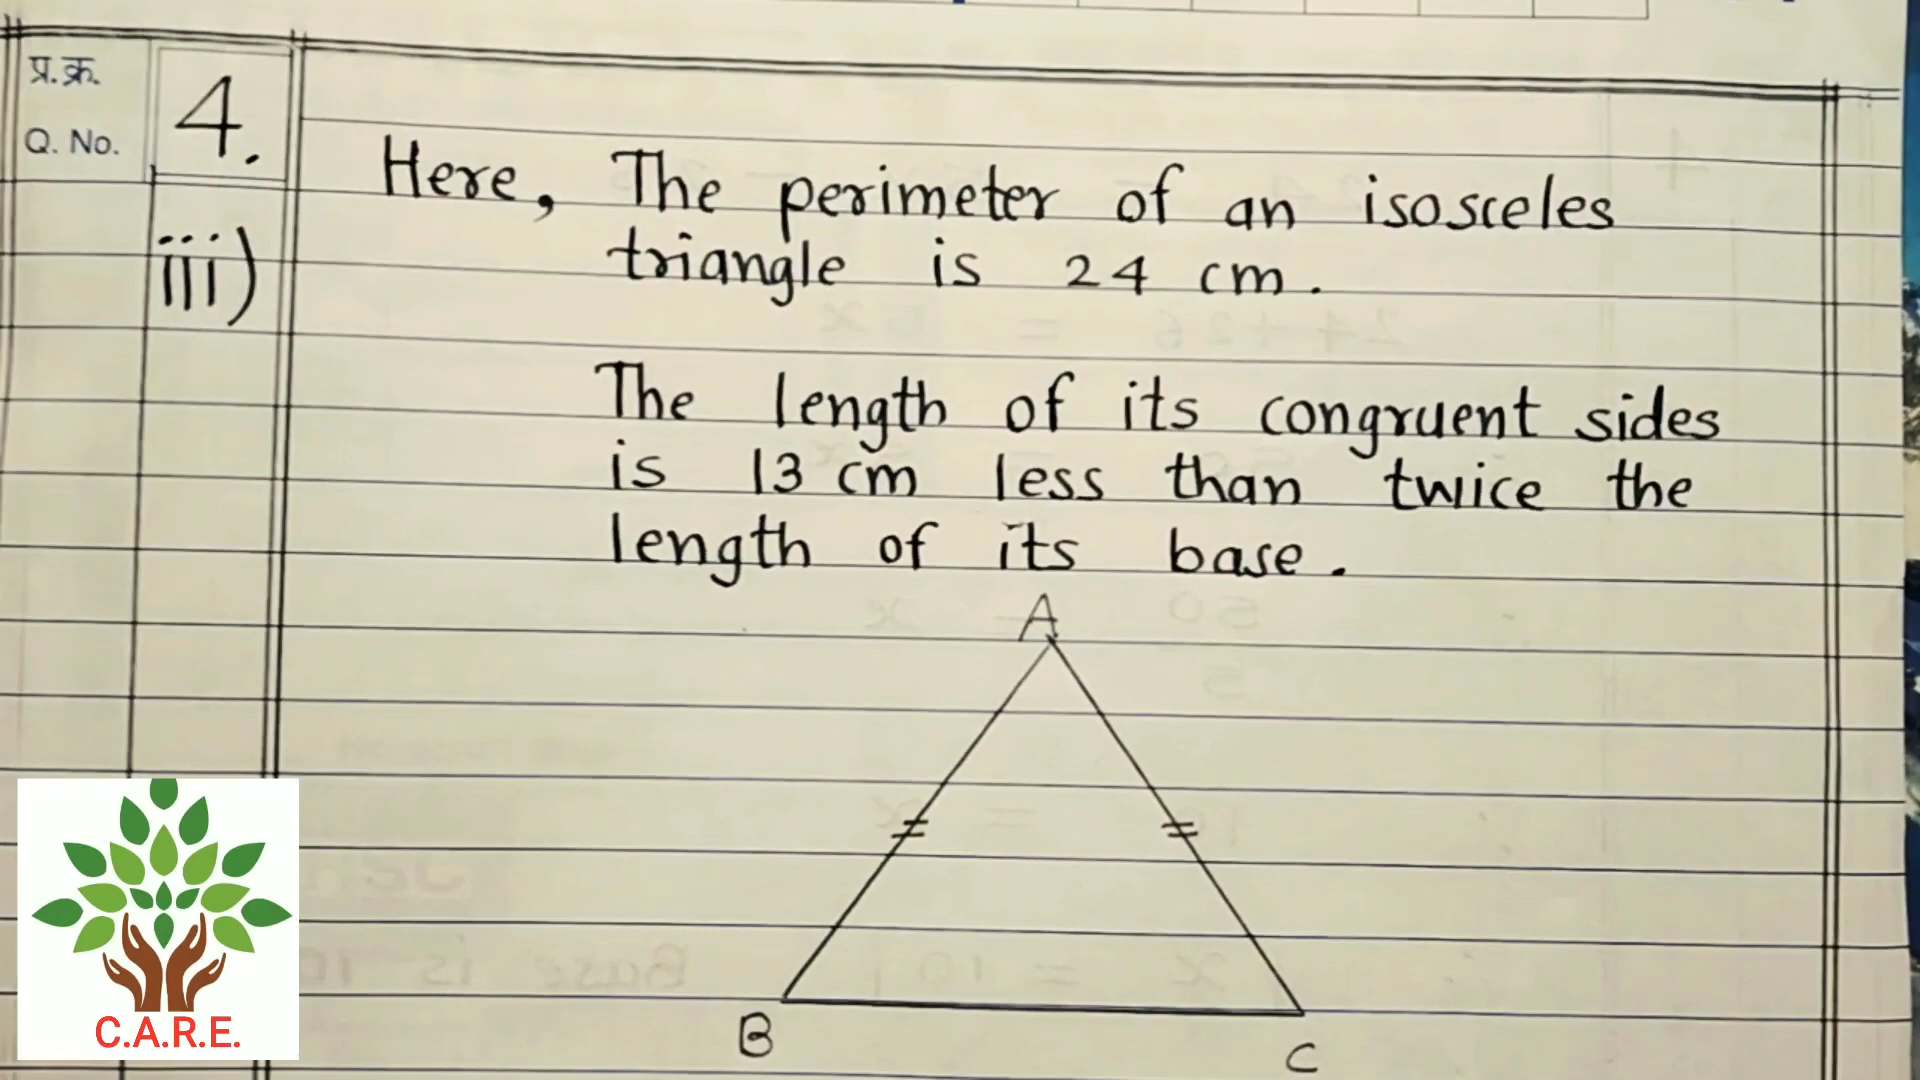 प्र.क्र.
Q. No.
4.
Here, The perimeter of an isosceles
triangle is 24 cm.
iii)
The length of its congruent sides
is 13 cm less than twice the
length of its base.
A
B
C
C.A.R.E.